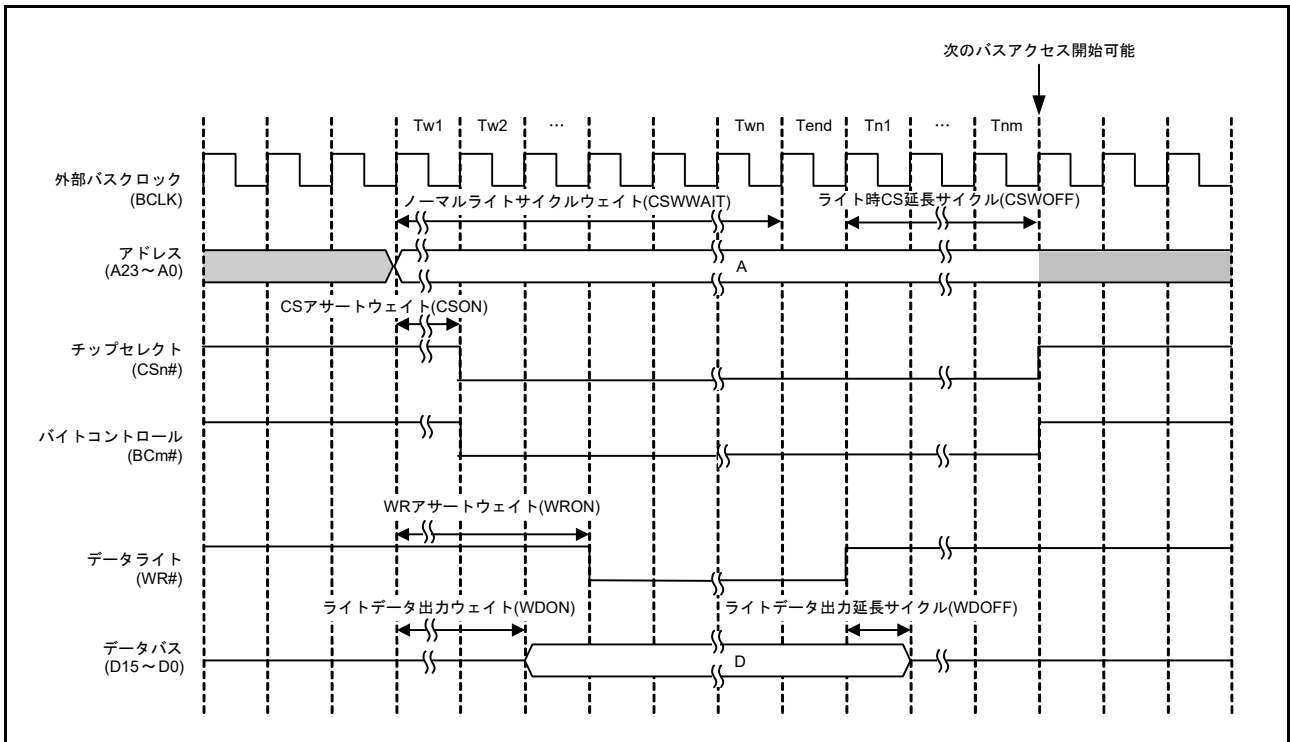 次のバスアクセス開始可能
Tw1 Tw2 … Twn Tend Tn1 … Tnm
外部バスクロック
(BCLK)
ノーマルライトサイクルウェイト(CSWWAIT)
ライト時CS延長サイクル(CSWOFF)
アドレス
(A23～A0)
A
CSアサートウェイト(CSON)
チップセレクト
(CSn#)
バイトコントロール
(BCm#)
WRアサートウェイト(WRON)
データライト
(WR#)
ライトデータ出力ウェイト(WDON)
ライトデータ出力延長サイクル(WDOFF)
データバス
(D15～D0)
D